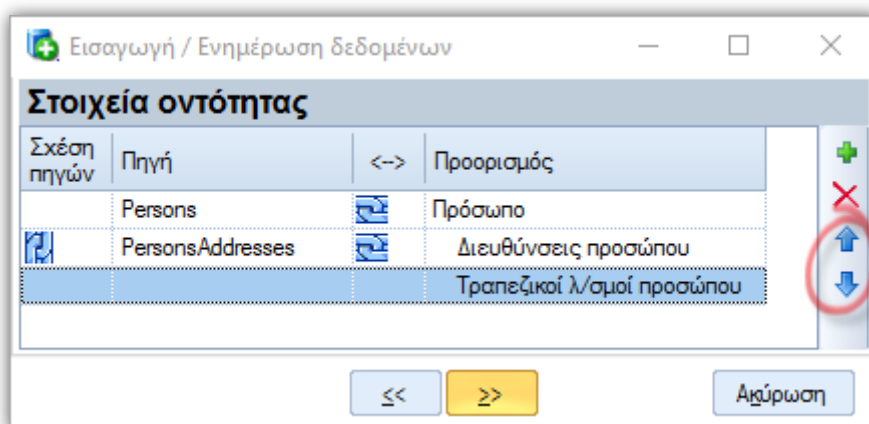 Εισαγωγή / Ενημέρωση δεδομένων
Στοιχεία οντότητας
Σχέση πηγών Πηγή <--> Προορισμός
Persons Πρόσωπο
PersonsAddresses Διευθύνσεις προσώπου
Τραπεζικοί λ/σμοί προσώπου
<< >> Ακύρωση